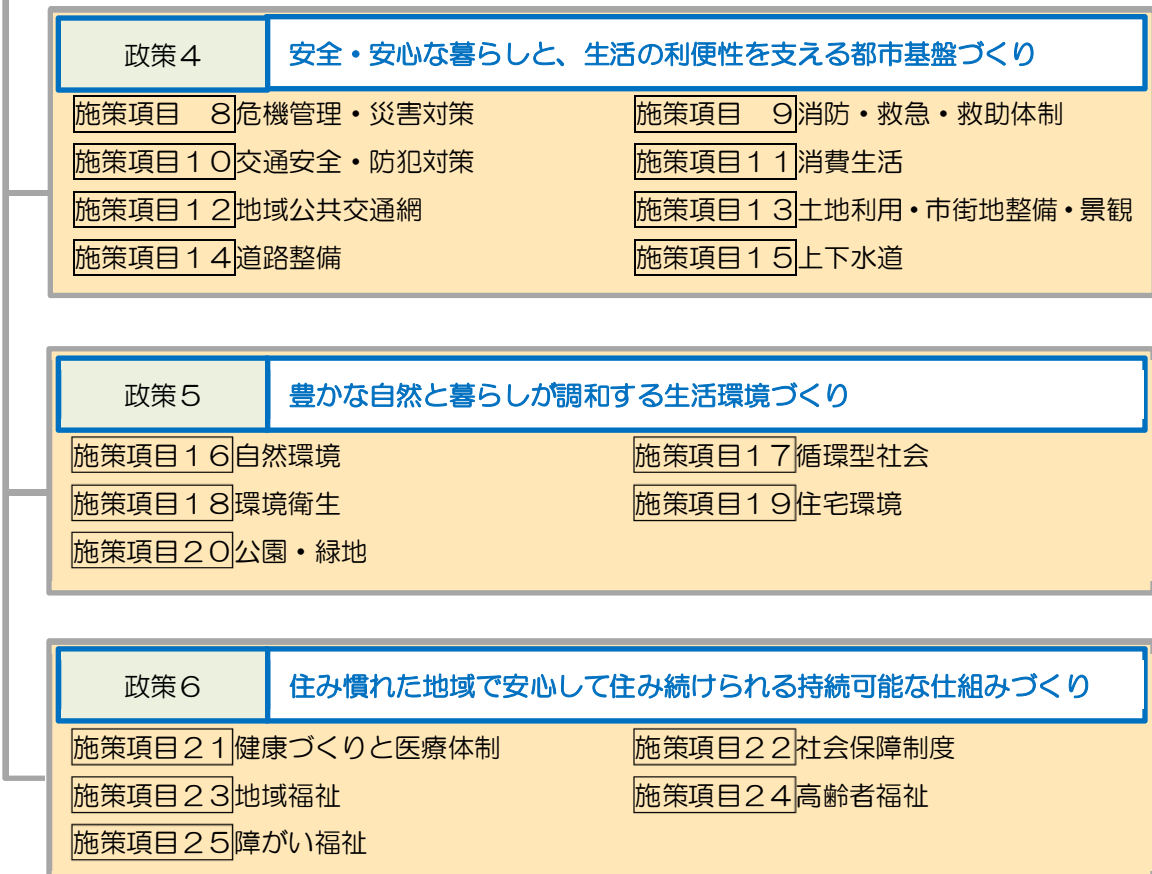 政策４　安全・安心な暮らしと、生活の利便性を支える都市基盤づくり
施策項目　８危機管理・災害対策　施策項目　９消防・救急・救助体制
施策項目１０交通安全・防犯対策　施策項目１１消費生活
施策項目１２地域公共交通網　施策項目１３土地利用・市街地整備・景観
施策項目１４道路整備　施策項目１５上下水道
政策５　豊かな自然と暮らしが調和する生活環境づくり
施策項目１６自然環境　施策項目１７循環型社会
施策項目１８環境衛生　施策項目１９住宅環境
施策項目２０公園・緑地
政策６　住み慣れた地域で安心して住み続けられる持続可能な仕組みづくり
施策項目２１健康づくりと医療体制　施策項目２２社会保障制度
施策項目２３地域福祉　施策項目２４高齢者福祉
施策項目２５障がい福祉